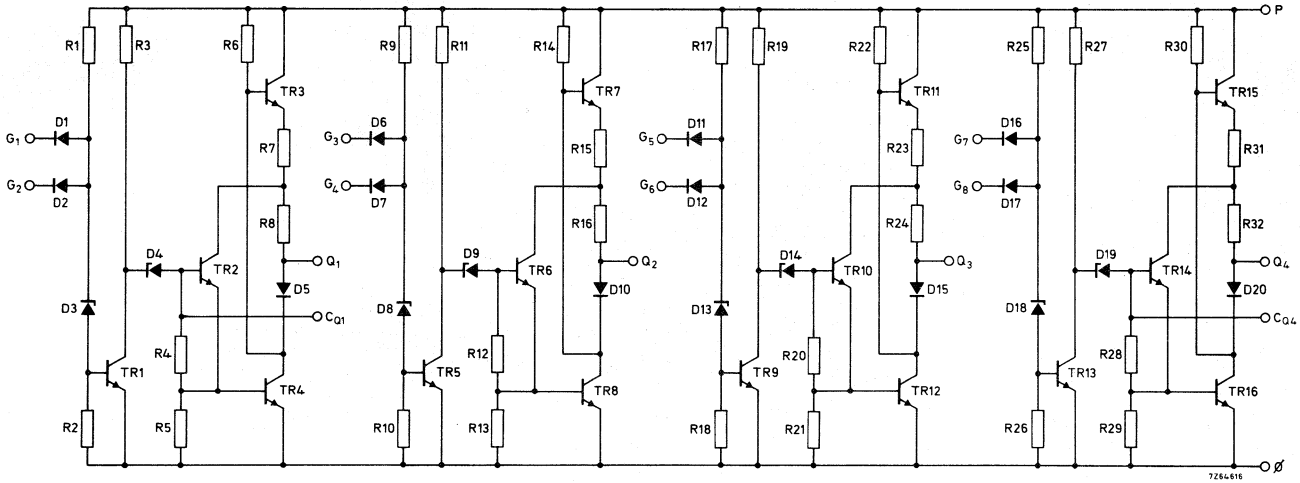 P
R1 R3 R6 R9 R11 R14 R17 R19 R22 R25 R27 R30
TR3 TR7 TR11 TR15
D1 D6 D11 D16
G1 G3 G5 G7
R7 R15 R23 R31
G2 G4 G6 G8
D2 D7 D12 D17
R8 R16 R24 R32
D4 D9 D14 D19
TR2 Q1 TR6 Q2 TR10 Q3 TR14 Q4
D5 D10 D15 D20
D3 CQ1 D8 D13 D18 CQ4
R4 R12 R20 R28
TR1 TR4 TR5 TR8 TR9 TR12 TR13 TR16
R2 R5 R10 R13 R18 R21 R26 R29
Ø
7Z64616